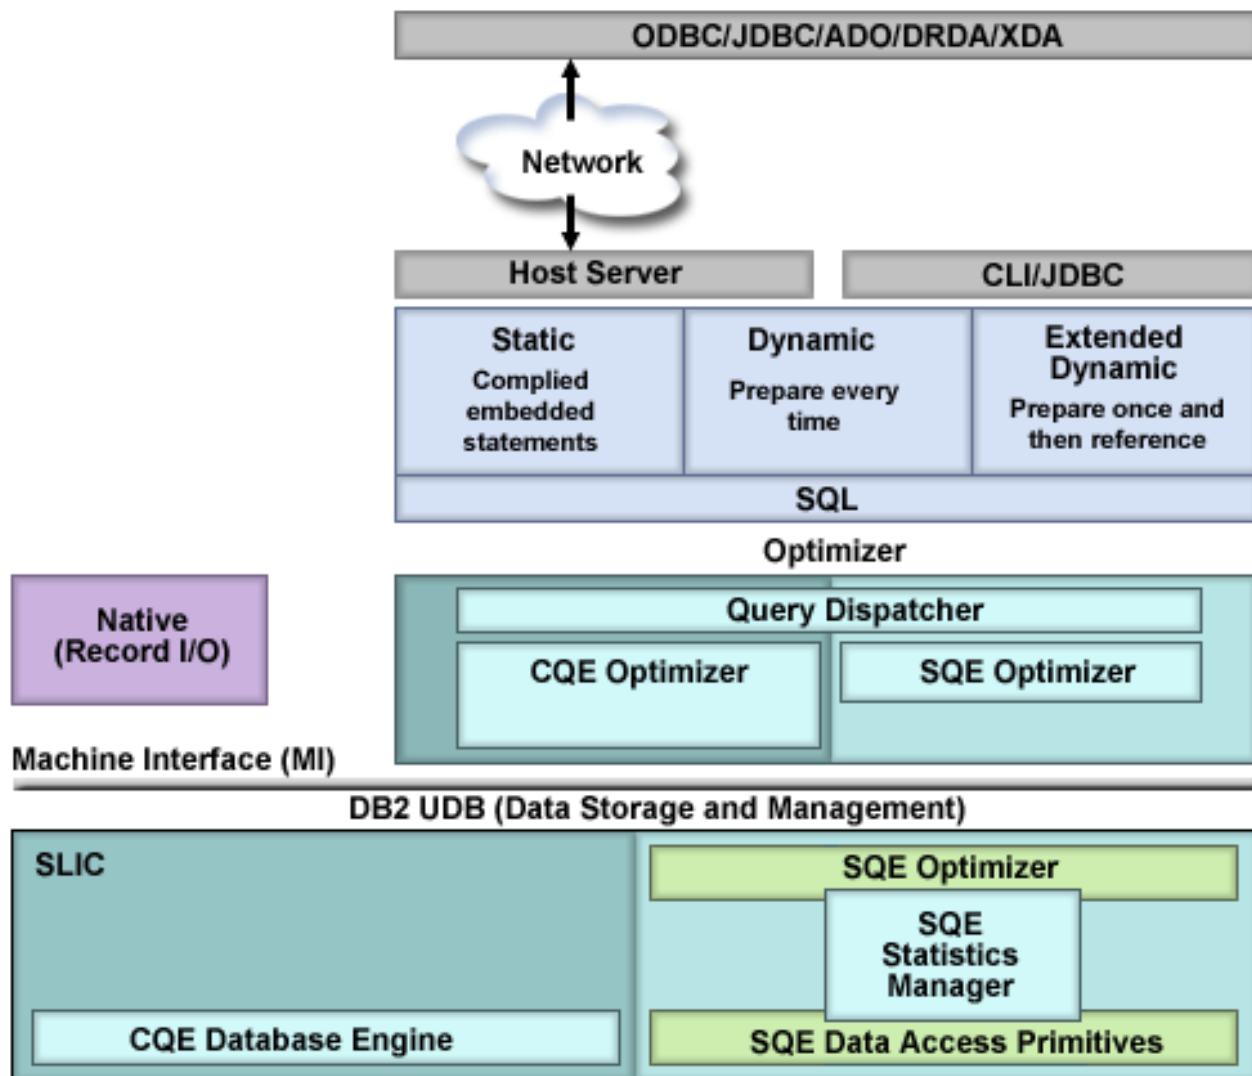 ODBC/JDBC/ADO/DRDA/XDA
Network
Host Server
CLI/JDBC
Static
Complied
embedded
statements
Dynamic
Prepare every
time
Extended
Dynamic
Prepare once and
then reference
SQL
Optimizer
Native
(Record I/O)
Query Dispatcher
CQE Optimizer
SQE Optimizer
Machine Interface (MI)
DB2 UDB (Data Storage and Management)
SLIC
SQE Optimizer
SQE
Statistics
Manager
CQE Database Engine
SQE Data Access Primitives